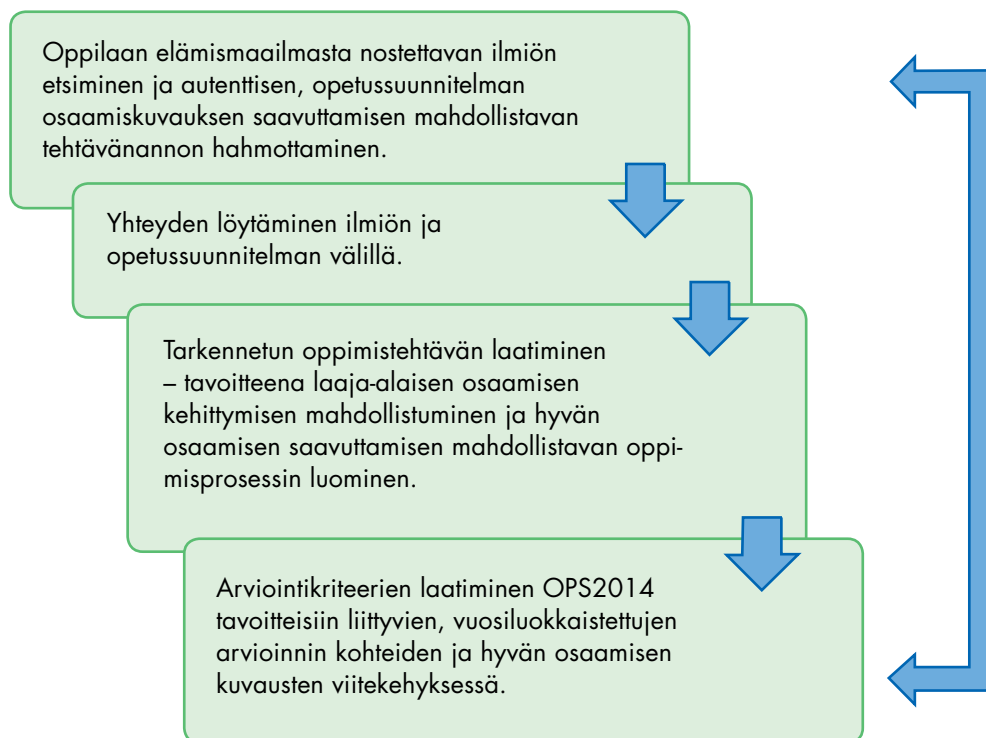 Oppilaan elämismaailmasta nostettavan ilmiön
etsiminen ja autenttisen, opetussuunnitelman
osaamiskuvauksen saavuttamisen mahdollistavan
tehtävänannon hahmottaminen.
Yhteyden löytäminen ilmiön ja
opetussuunnitelman välillä.
Tarkennetun oppimistehtävän laatiminen
– tavoitteena laaja-alaisen osaamisen
kehittymisen mahdollistuminen ja hyvän
osaamisen saavuttamisen mahdollistavan oppi-
misprosessin luominen.
Arviointikriteerien laatiminen OPS2014
tavoitteisiin liittyvien, vuosiluokkaistettujen
arvioinnin kohteiden ja hyvän osaamisen
kuvausten viitekehyksessä.